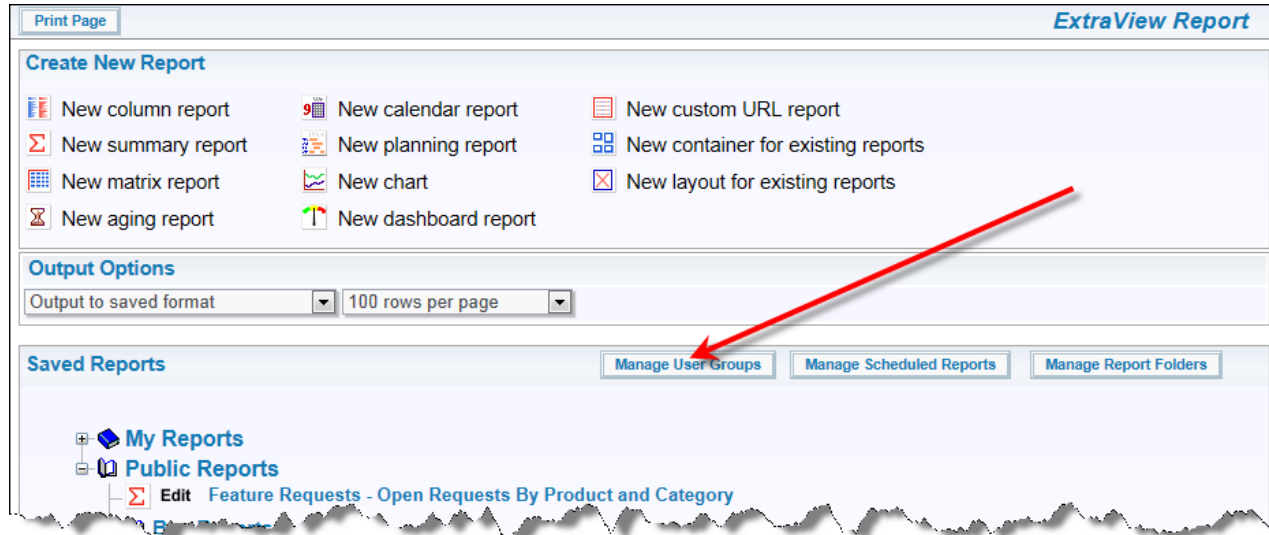 Print Page
ExtraView Report
Create New Report
New column report
New calendar report
New custom URL report
New summary report
New planning report
New container for existing reports
New matrix report
New chart
New layout for existing reports
New aging report
New dashboard report
Output Options
Output to saved format
100 rows per page
Saved Reports
Manage User Groups
Manage Scheduled Reports
Manage Report Folders
My Reports
Public Reports
Edit Feature Requests - Open Requests By Product and Category